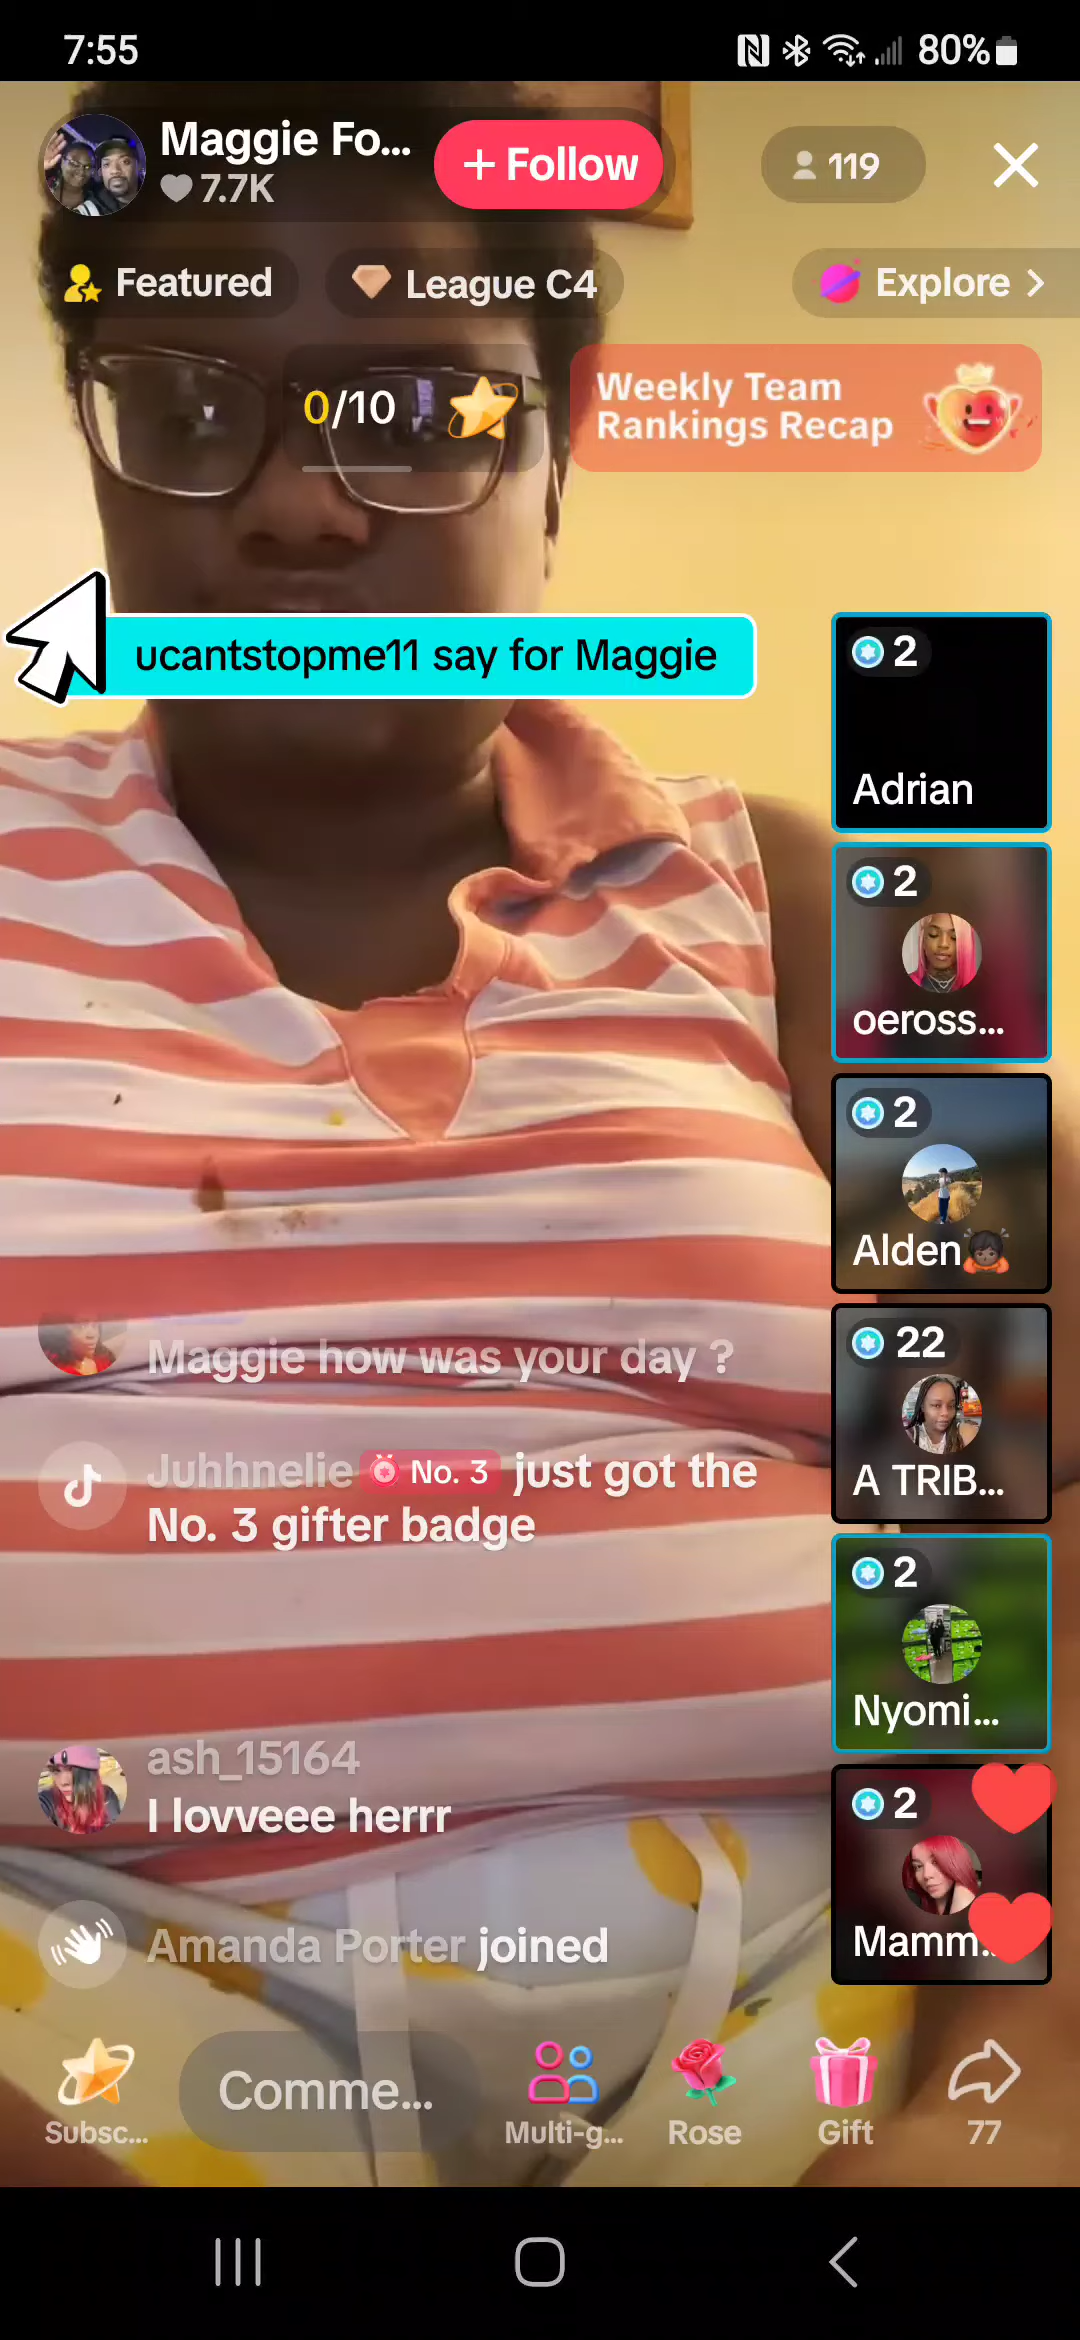 7:55
80%
Maggie Fo...
7.7K
+ Follow
119
Featured
League C4
Explore >
0/10
Weekly Team
Rankings Recap
ucantstopme11 say for Maggie
2
Adrian
2
oeross...
2
Alden
22
A TRIB...
2
Nyomi...
2
Mamm...
Maggie how was your day ?
Juhhnelie No. 3 just got the
No. 3 gifter badge
ash_15164
I lovveee herrr
Amanda Porter joined
Subsc...
Comme...
Multi-g...
Rose
Gift
77